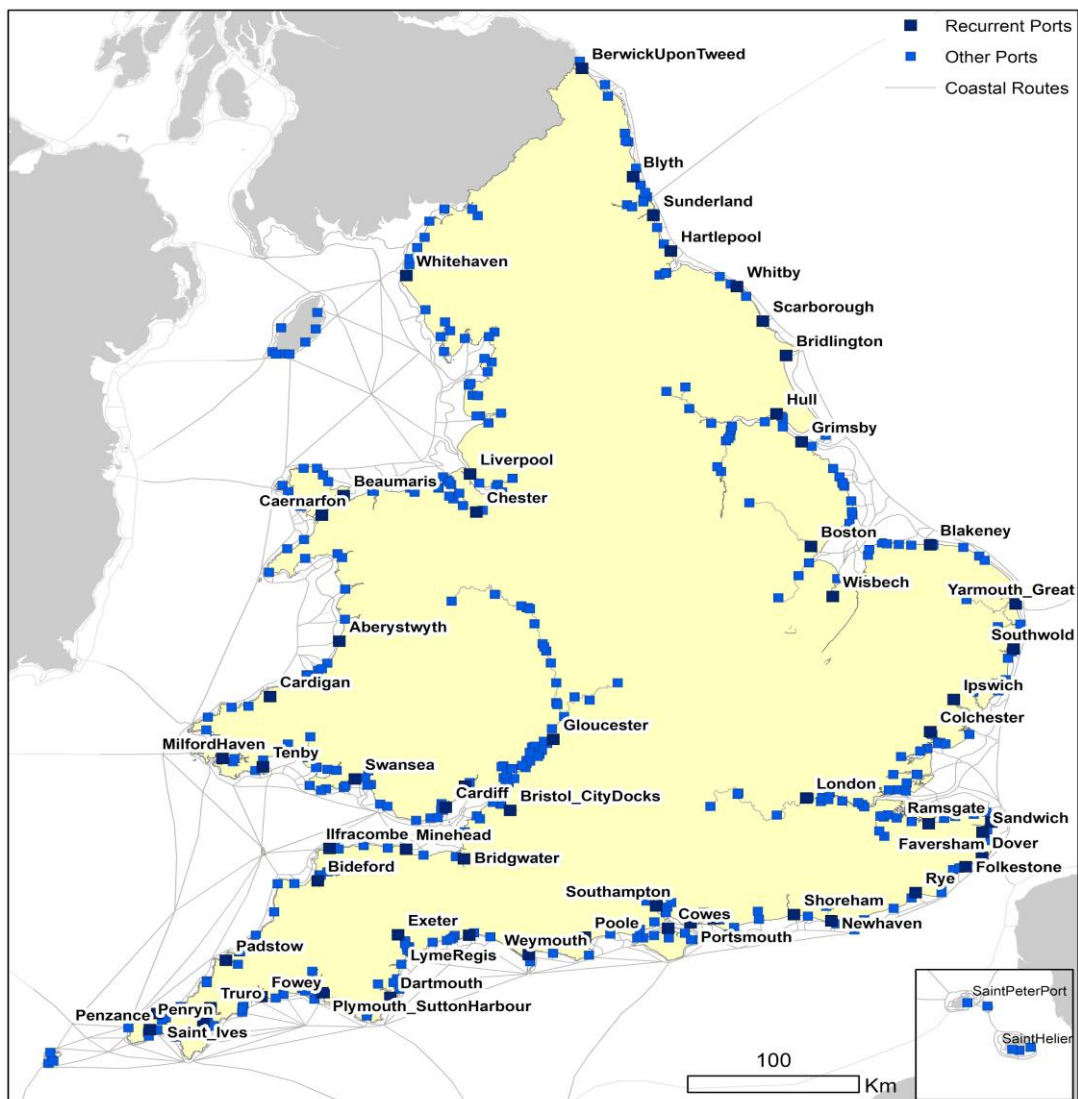 Recurrent Ports
Other Ports
Coastal Routes
BerwickUponTweed
Blyth
Sunderland
Hartlepool
Whitehaven
Whitby
Scarborough
Bridlington
Hull
Grimsby
Liverpool
Beaumaris
Chester
Caernarfon
Boston
Blakeney
Wisbech
Yarmouth_Great
Aberystwyth
Southwold
Cardigan
Ipswich
Gloucester
Colchester
MilfordHaven
Tenby
Swansea
Cardiff
Bristol_CityDocks
London
Ramsgate
Sandwich
Ilfracombe
Minehead
Faversham
Dover
Bridgwater
Folkestone
Bideford
Rye
Southampton
Shoreham
Exeter
Poole
Cowes
Newhaven
Weymouth
Portsmouth
Padstow
LymeRegis
Dartmouth
Fowey
Truro
Plymouth_SuttonHarbour
Penryn
Penzance
Saint_Ives
SaintPeterPort
SaintHelier
100
Km